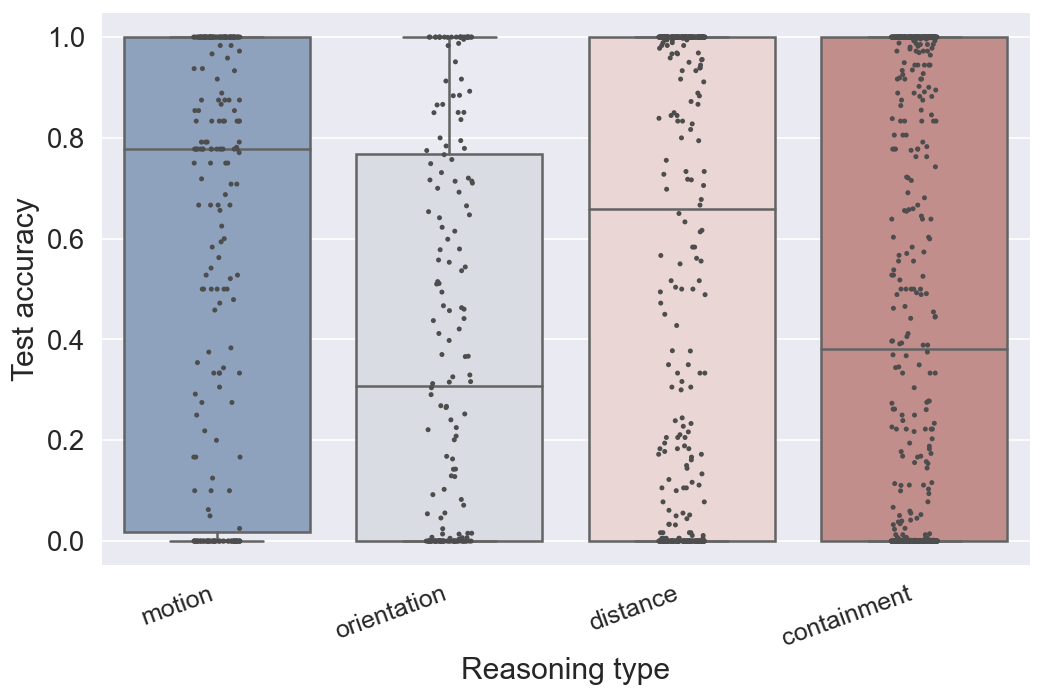 Test accuracy
1.0
0.8
0.6
0.4
0.2
0.0
motion
orientation
distance
containment
Reasoning type